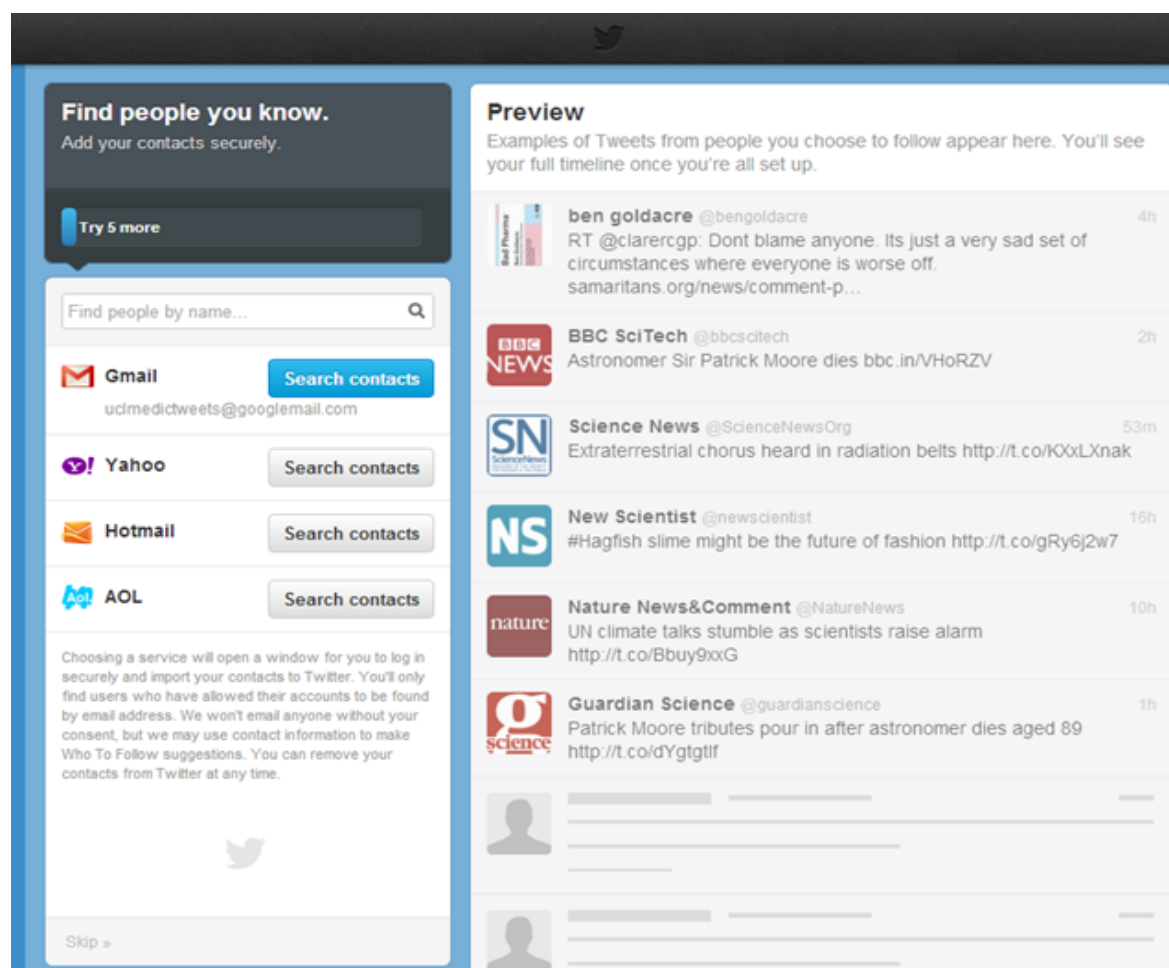 Find people you know.
Add your contacts securely.
Try 5 more
Find people by name...
Gmail
Search contacts
uclmedictweets@googlemail.com
Yahoo
Search contacts
Hotmail
Search contacts
Aol.
AOL
Search contacts
Choosing a service will open a window for you to log in
securely and import your contacts to Twitter. You'll only
find users who have allowed their accounts to be found
by email address. We won't email anyone without your
consent, but we may use contact information to make
Who To Follow suggestions. You can remove your
contacts from Twitter at any time.
Skip »
Preview
Examples of Tweets from people you choose to follow appear here. You'll see
your full timeline once you're all set up.
Bad Pharma
ben goldacre @bengoldacre 4h
RT @clarercgp: Dont blame anyone. Its just a very sad set of
circumstances where everyone is worse off.
samaritans.org/news/comment-p...
BBC
NEWS
BBC SciTech @bbcscitech 2h
Astronomer Sir Patrick Moore dies bbc.in/VHoRZV
SN
ScienceNews
Science News @ScienceNewsOrg 53m
Extraterrestrial chorus heard in radiation belts http://t.co/KXxLXnak
NS
New Scientist @newscientist 16h
#Hagfish slime might be the future of fashion http://t.co/gRy6j2w7
nature
Nature News&Comment @NatureNews 10h
UN climate talks stumble as scientists raise alarm
http://t.co/Bbuy9xxG
g
science
Guardian Science @guardianscience 1h
Patrick Moore tributes pour in after astronomer dies aged 89
http://t.co/dYgtgtlf